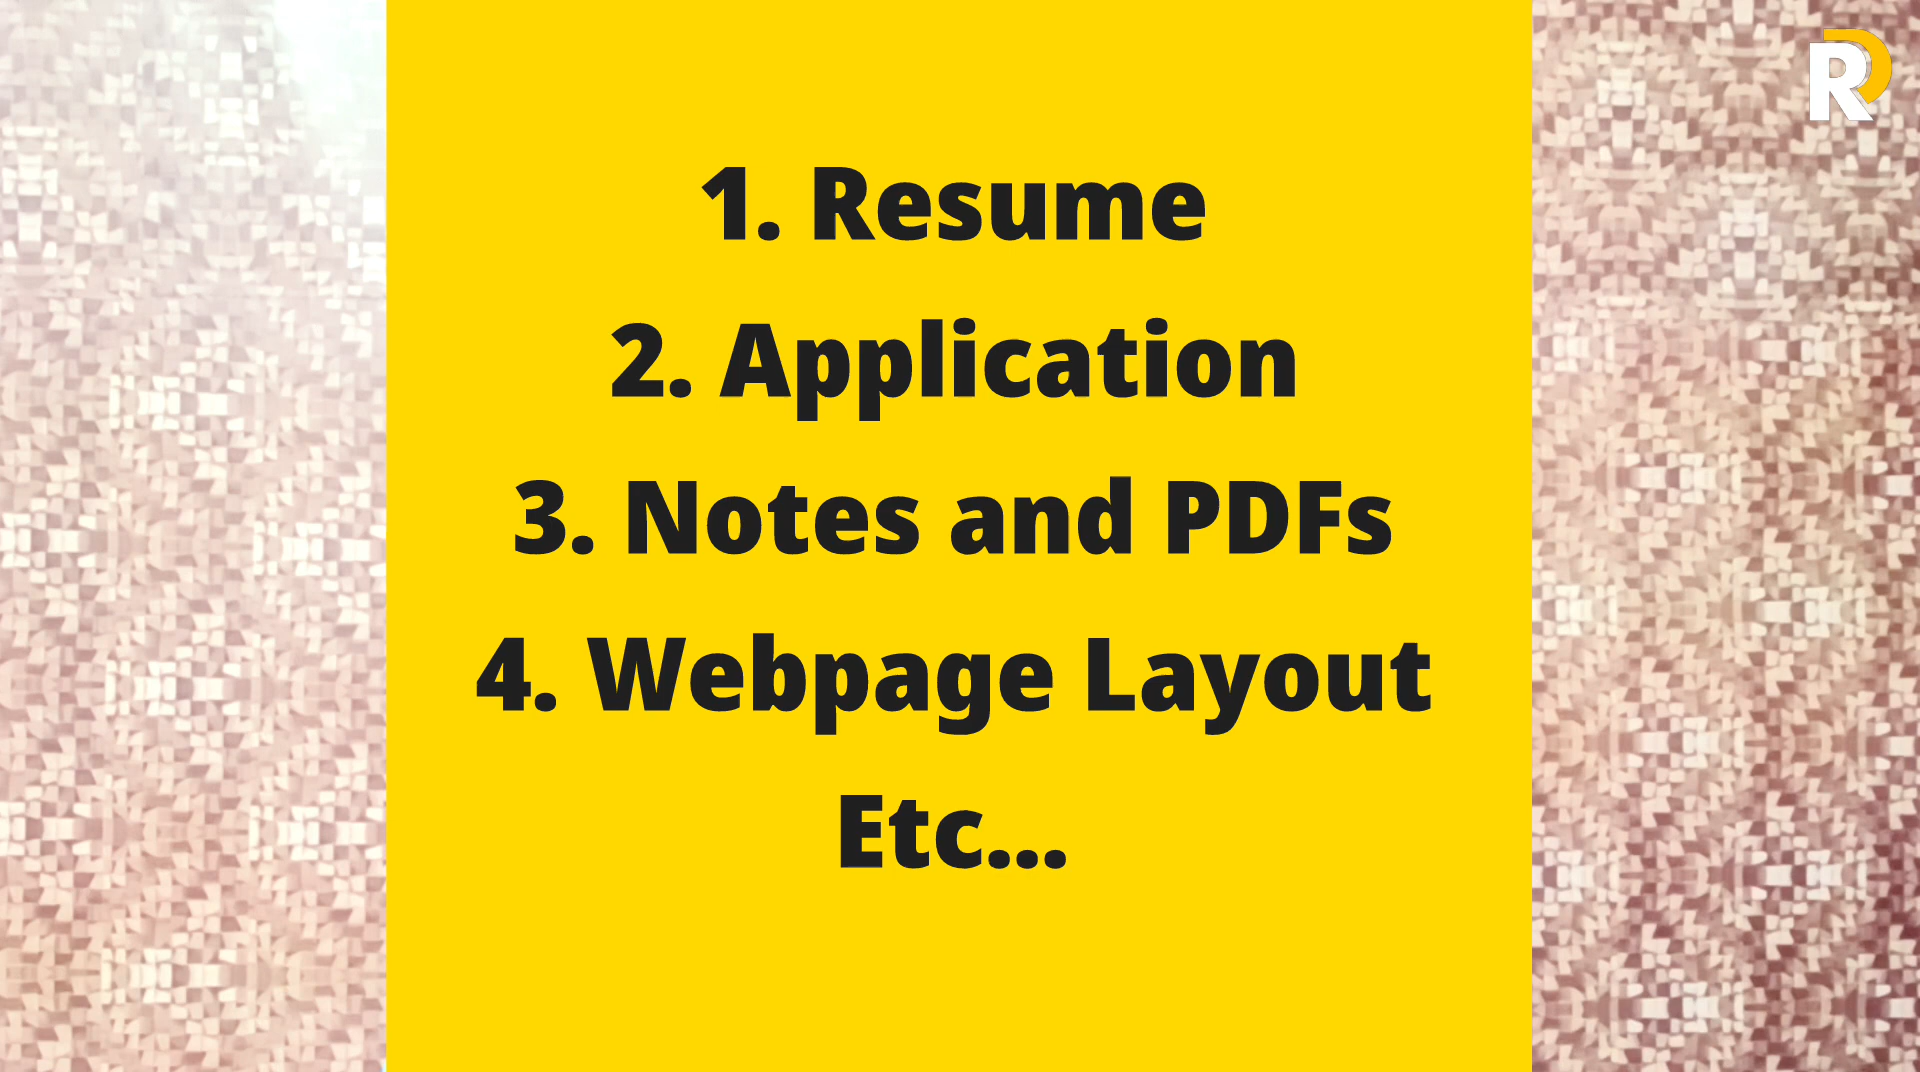 1. Resume
2. Application
3. Notes and PDFs
4. Webpage Layout
Etc...
R